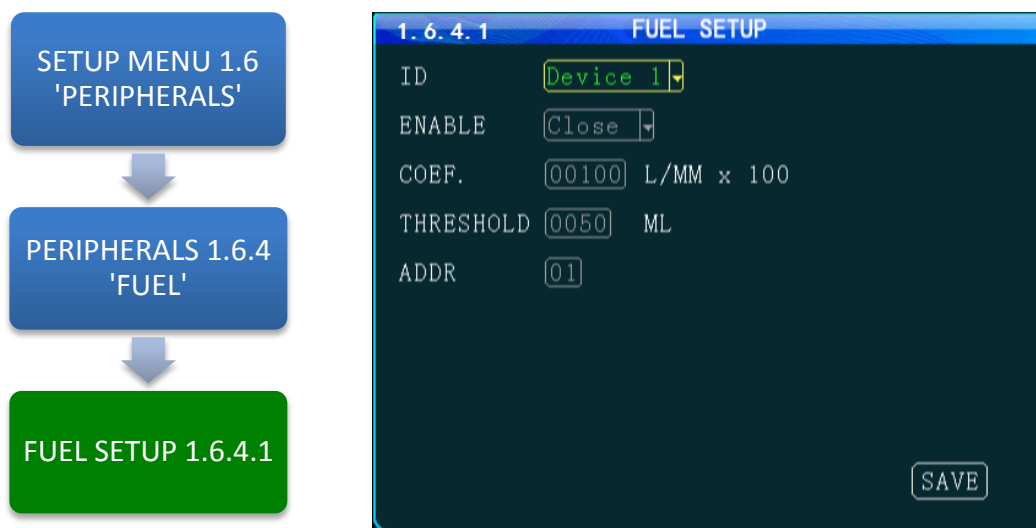 SETUP MENU 1.6
'PERIPHERALS'
PERIPHERALS 1.6.4
'FUEL'
FUEL SETUP 1.6.4.1
1.6.4.1 FUEL SETUP
ID Device 1
ENABLE Close
COEF. 00100 L/MM x 100
THRESHOLD 0050 ML
ADDR 01
SAVE